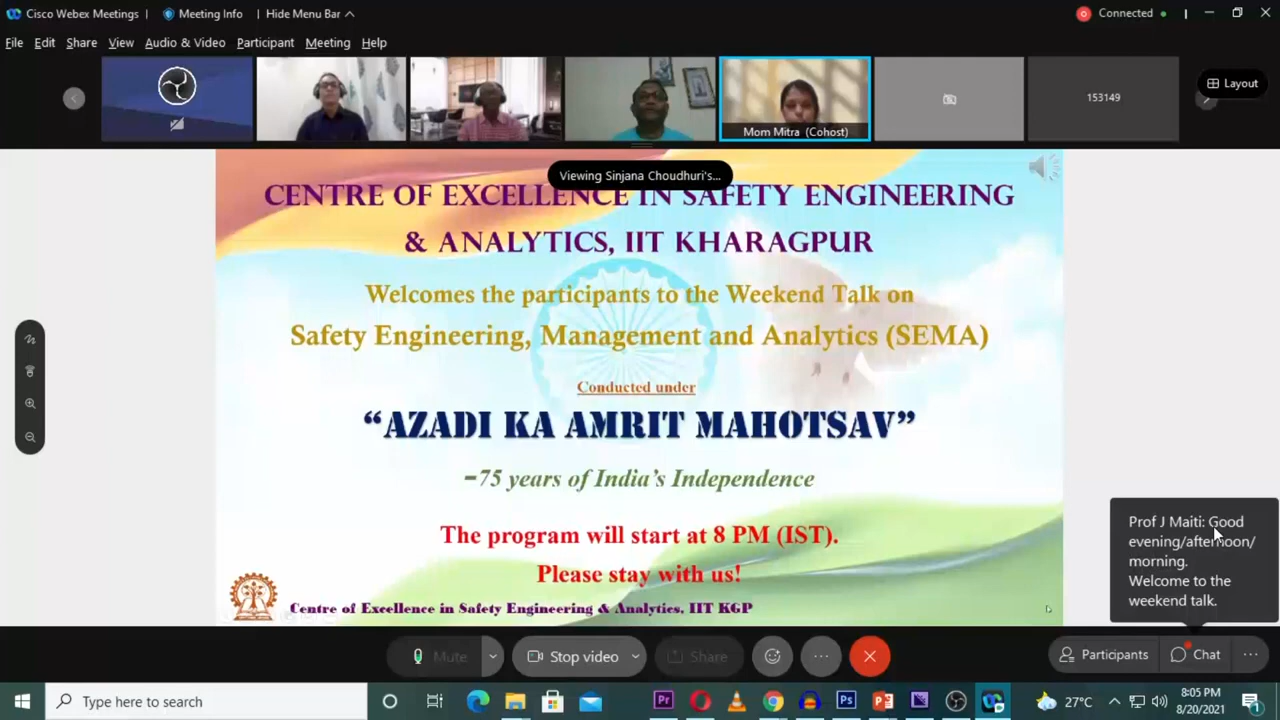 Cisco Webex Meetings
Meeting Info
Hide Menu Bar
Connected
File Edit Share View Audio & Video Participant Meeting Help
Mom Mitra (Cohost)
153149
Layout
Viewing Sinjana Choudhuri's...
CENTRE OF EXCELLENCE IN SAFETY ENGINEERING
& ANALYTICS, IIT KHARAGPUR
Welcomes the participants to the Weekend Talk on
Safety Engineering, Management and Analytics (SEMA)
Conducted under
“AZADI KA AMRIT MAHOTSAV”
-75 years of India's Independence
The program will start at 8 PM (IST).
Please stay with us!
Centre of Excellence in Safety Engineering & Analytics, IIT KGP
Prof J Maiti: Good
evening/afternoon/
morning.
Welcome to the
weekend talk.
Mute
Stop video
Share
Participants
Chat
Type here to search
Pr
Ps
27°C
8:05 PM
8/20/2021